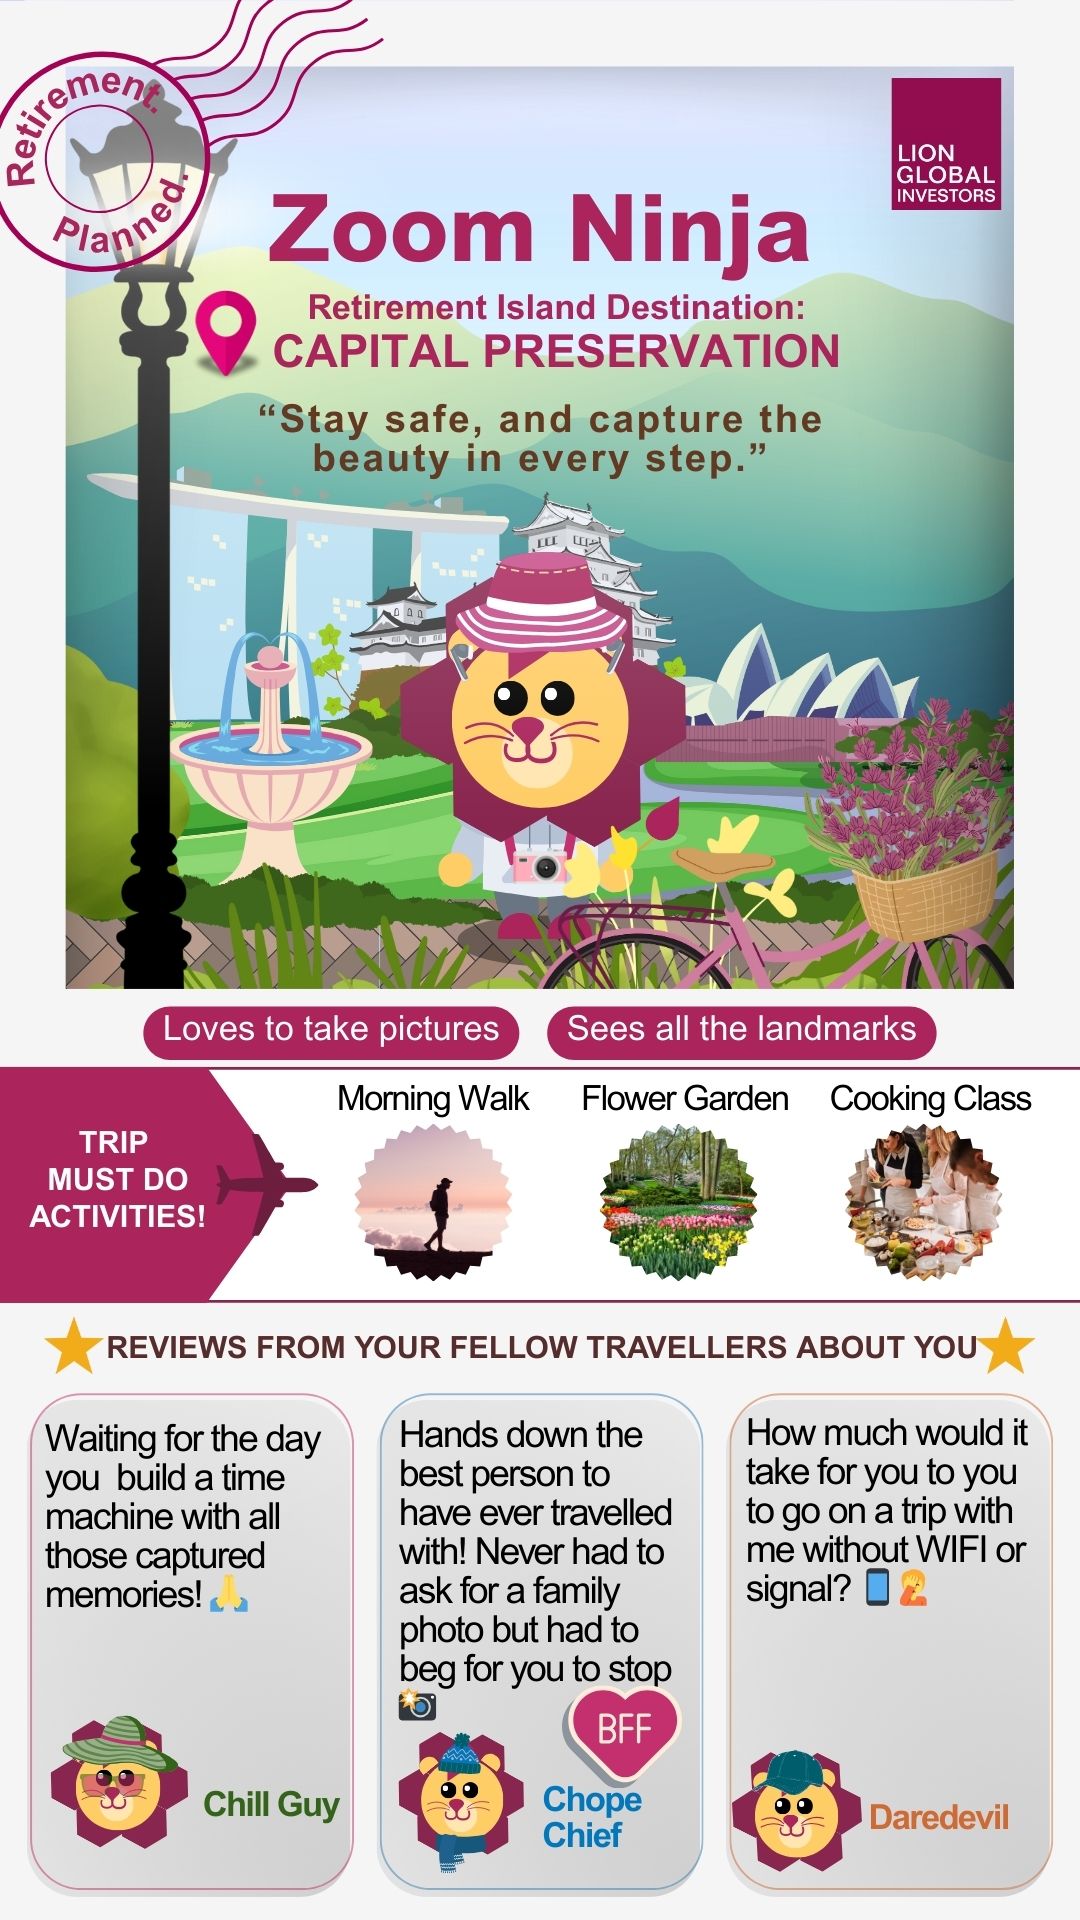 Retirement.
Planned.
LION
GLOBAL
INVESTORS
Zoom Ninja
Retirement Island Destination:
CAPITAL PRESERVATION
“Stay safe, and capture the
beauty in every step.”
Loves to take pictures
Sees all the landmarks
TRIP
MUST DO
ACTIVITIES!
Morning Walk
Flower Garden
Cooking Class
REVIEWS FROM YOUR FELLOW TRAVELLERS ABOUT YOU
Waiting for the day
you build a time
machine with all
those captured
memories! 🙏
Chill Guy
Hands down the
best person to
have ever travelled
with! Never had to
ask for a family
photo but had to
beg for you to stop
📸
BFF
Chope
Chief
How much would it
take for you to you
to go on a trip with
me without WIFI or
signal? 📱🤦
Daredevil